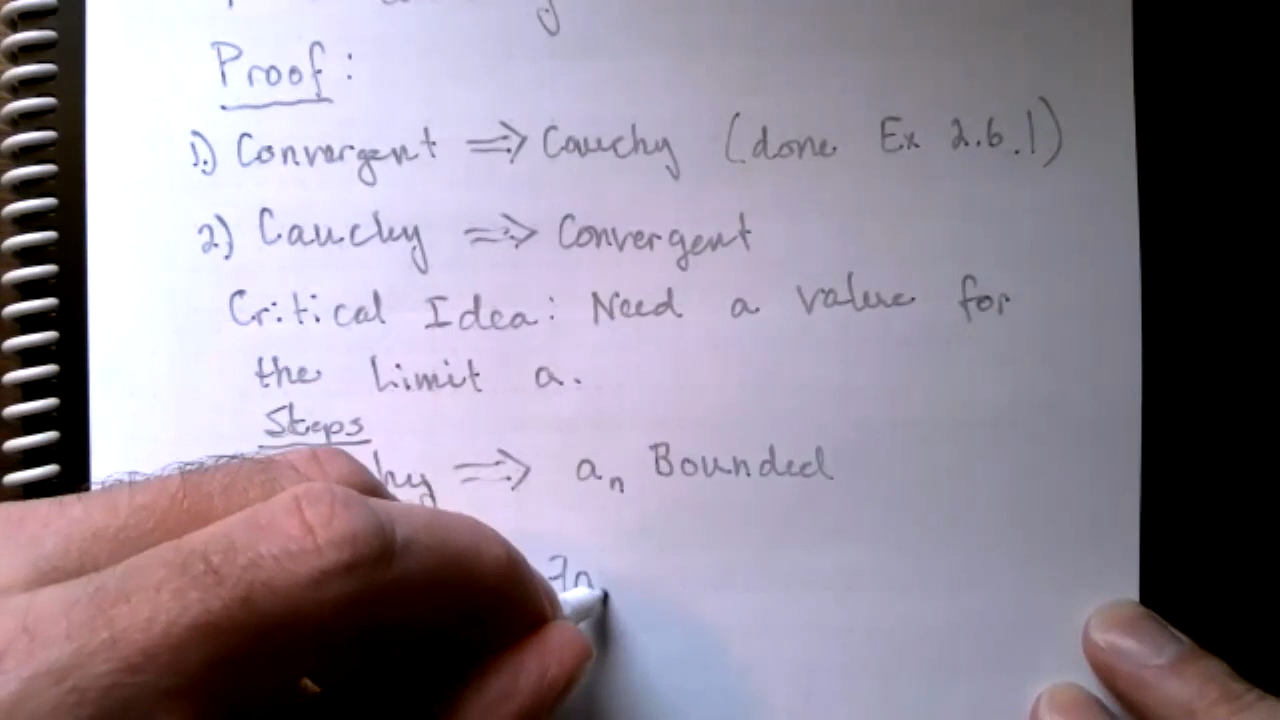 Proof:
1.) Convergent ⇒ Cauchy (done Ex 2.6.1)
2) Cauchy ⇒ Convergent
Critical Idea: Need a value for
the limit a.
Steps
⇒ aₙ Bounded